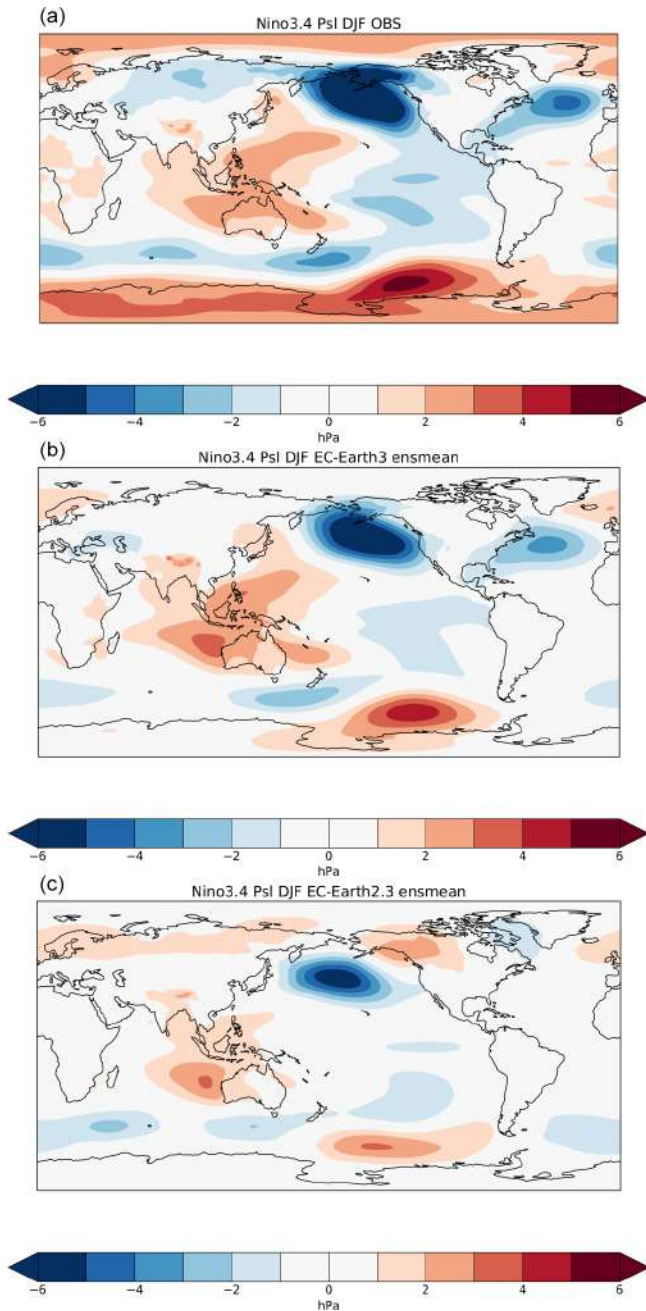 (a)
Nino3.4 Psl DJF OBS
−6 −4 −2 0 2 4 6
hPa
(b)
Nino3.4 Psl DJF EC-Earth3 ensmean
−6 −4 −2 0 2 4 6
hPa
(c)
Nino3.4 Psl DJF EC-Earth2.3 ensmean
−6 −4 −2 0 2 4 6
hPa